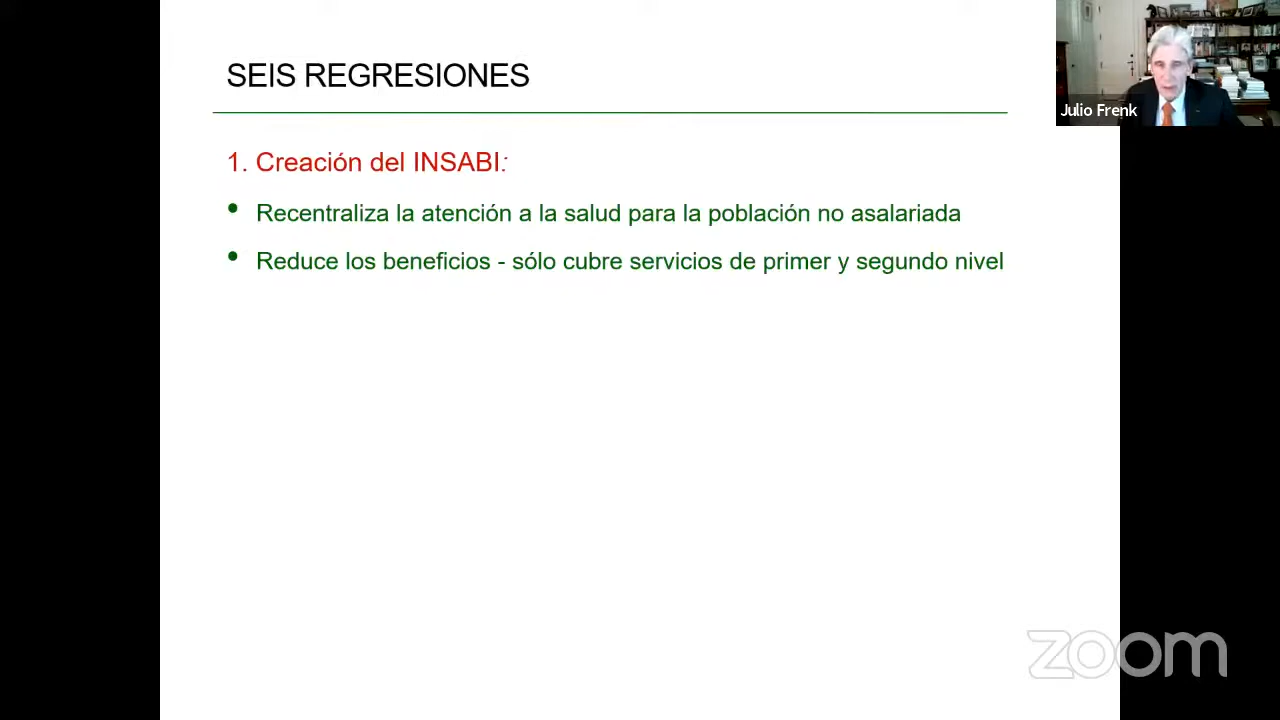 SEIS REGRESIONES
Julio Frenk
1. Creación del INSABI:
• Recentraliza la atención a la salud para la población no asalariada
• Reduce los beneficios - sólo cubre servicios de primer y segundo nivel
zoom